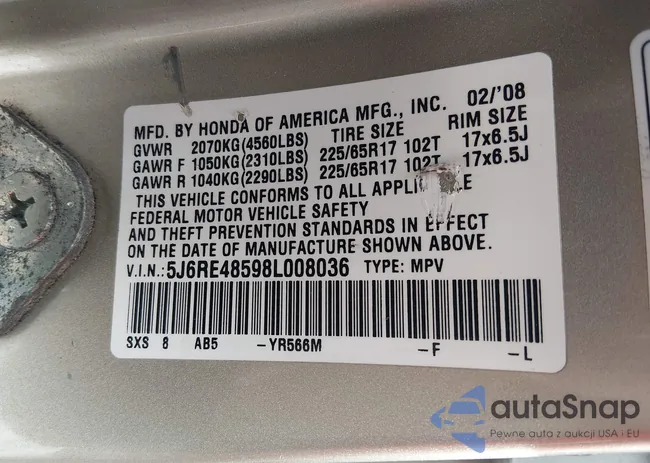 MFD. BY HONDA OF AMERICA MFG., INC. 02/'08
GVWR 2070KG(4560LBS) TIRE SIZE RIM SIZE
GAWR F 1050KG(2310LBS) 225/65R17 102T 17x6.5J
GAWR R 1040KG(2290LBS) 225/65R17 102T 17x6.5J
THIS VEHICLE CONFORMS TO ALL
FEDERAL MOTOR VEHICLE SAFETY
AND THEFT PREVENTION STANDARDS IN EFFECT
ON THE DATE OF MANUFACTURE SHOWN ABOVE.
V.I.N.: 5J6RE48598L008036 TYPE: MPV
SXS 8 AB5 -YR566M -F -L
autaSnap
Pewne auta z aukcji USA i EU